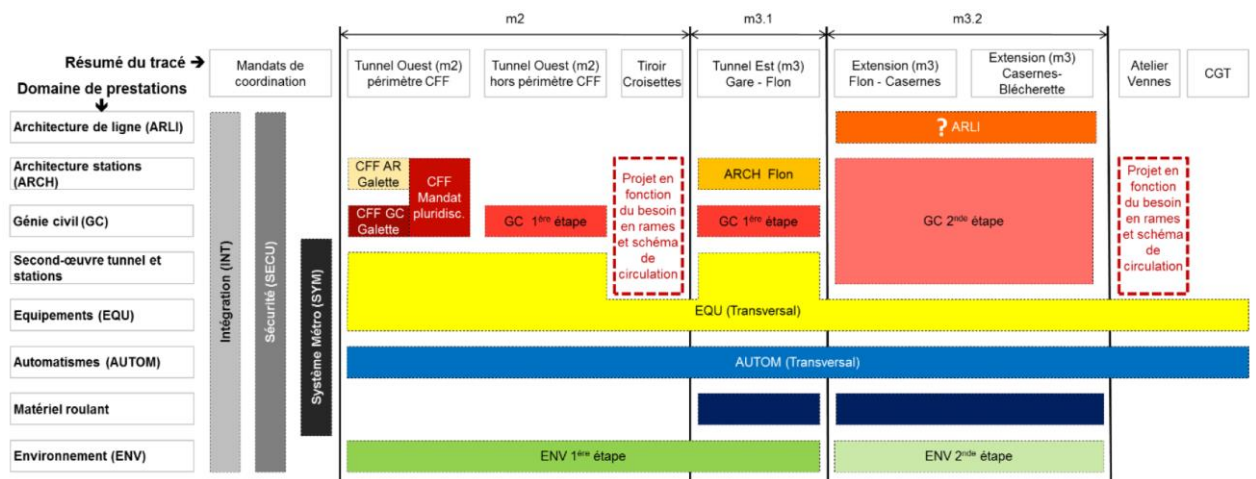 m2
m3.1
m3.2
Résumé du tracé →
Mandats de
coordination
Tunnel Ouest (m2)
périmètre CFF
Tunnel Ouest (m2)
hors périmètre CFF
Tiroir
Croisettes
Tunnel Est (m3)
Gare - Flon
Extension (m3)
Flon - Casernes
Extension (m3)
Casernes-
Blécherette
Atelier
Vennes
CGT
Domaine de prestations
Architecture de ligne (ARLI)
? ARLI
Architecture stations
(ARCH)
CFF AR
Galette
CFF
Mandat
pluridisc.
Projet en
fonction
du besoin
en rames
et schéma
de
circulation
ARCH Flon
Projet en
fonction
du besoin
en rames
et schéma
de
circulation
Génie civil (GC)
CFF GC
Galette
GC 1ère étape
GC 1ère étape
GC 2nde étape
Second-œuvre tunnel et
stations
Equipements (EQU)
EQU (Transversal)
Automatismes (AUTOM)
AUTOM (Transversal)
Matériel roulant
Environnement (ENV)
ENV 1ère étape
ENV 2nde étape
Intégration (INT)
Sécurité (SECU)
Système Métro (SYM)